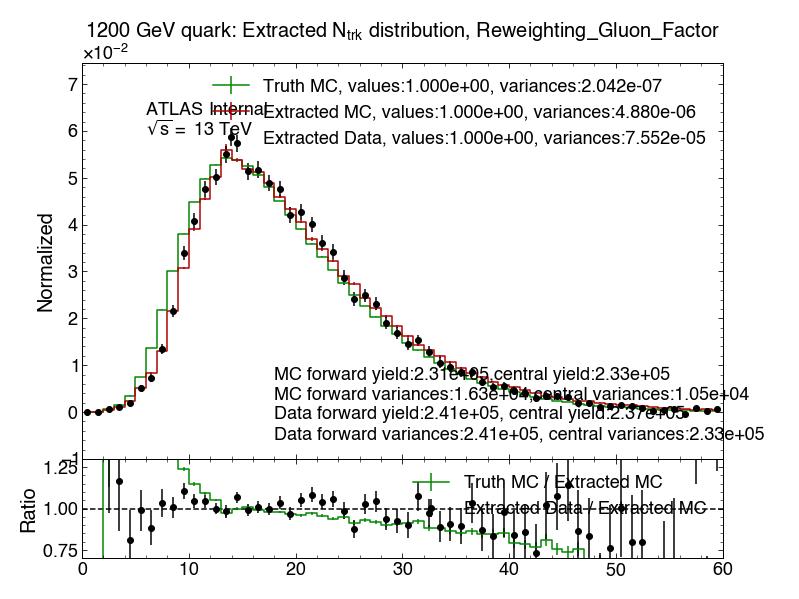 1200 GeV quark: Extracted Ntrk distribution, Reweighting_Gluon_Factor
×10−2
Truth MC, values:1.000e+00, variances:2.042e-07
ATLAS Internal
Extracted MC, values:1.000e+00, variances:4.880e-06
√s = 13 TeV
Extracted Data, values:1.000e+00, variances:7.552e-05
7
6
5
4
3
2
1
0
−1
Normalized
MC forward yield:2.31e+05,central yield:2.33e+05
MC forward variances:1.63e+04,central variances:1.05e+04
Data forward yield:2.41e+05, central yield:2.37e+05
Data forward variances:2.41e+05, central variances:2.33e+05
1.25
1.00
0.75
Ratio
Truth MC / Extracted MC
Extracted Data / Extracted MC
0 10 20 30 40 50 60